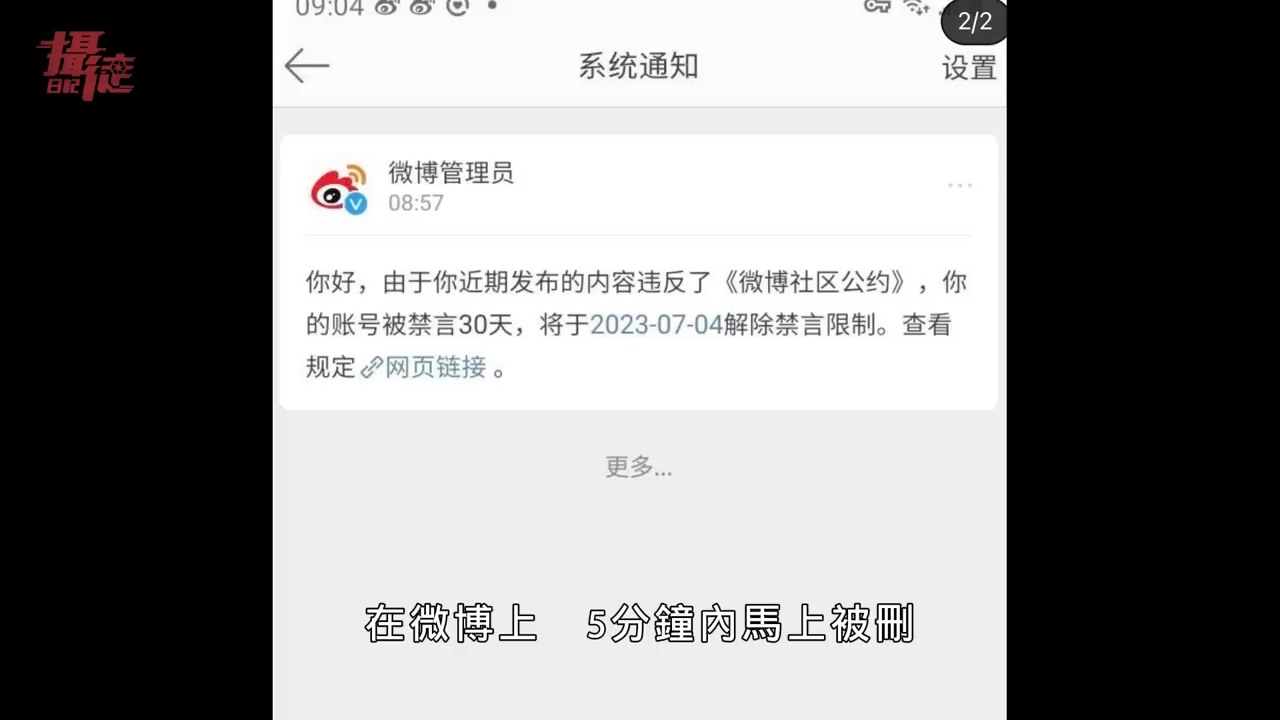 09:04
2/2
攝徒
日記
系统通知
设置
微博管理员
08:57
你好，由于你近期发布的内容违反了《微博社区公约》，你
的账号被禁言30天，将于2023-07-04解除禁言限制。查看
规定网页链接。
更多...
在微博上　5分鐘內馬上被刪